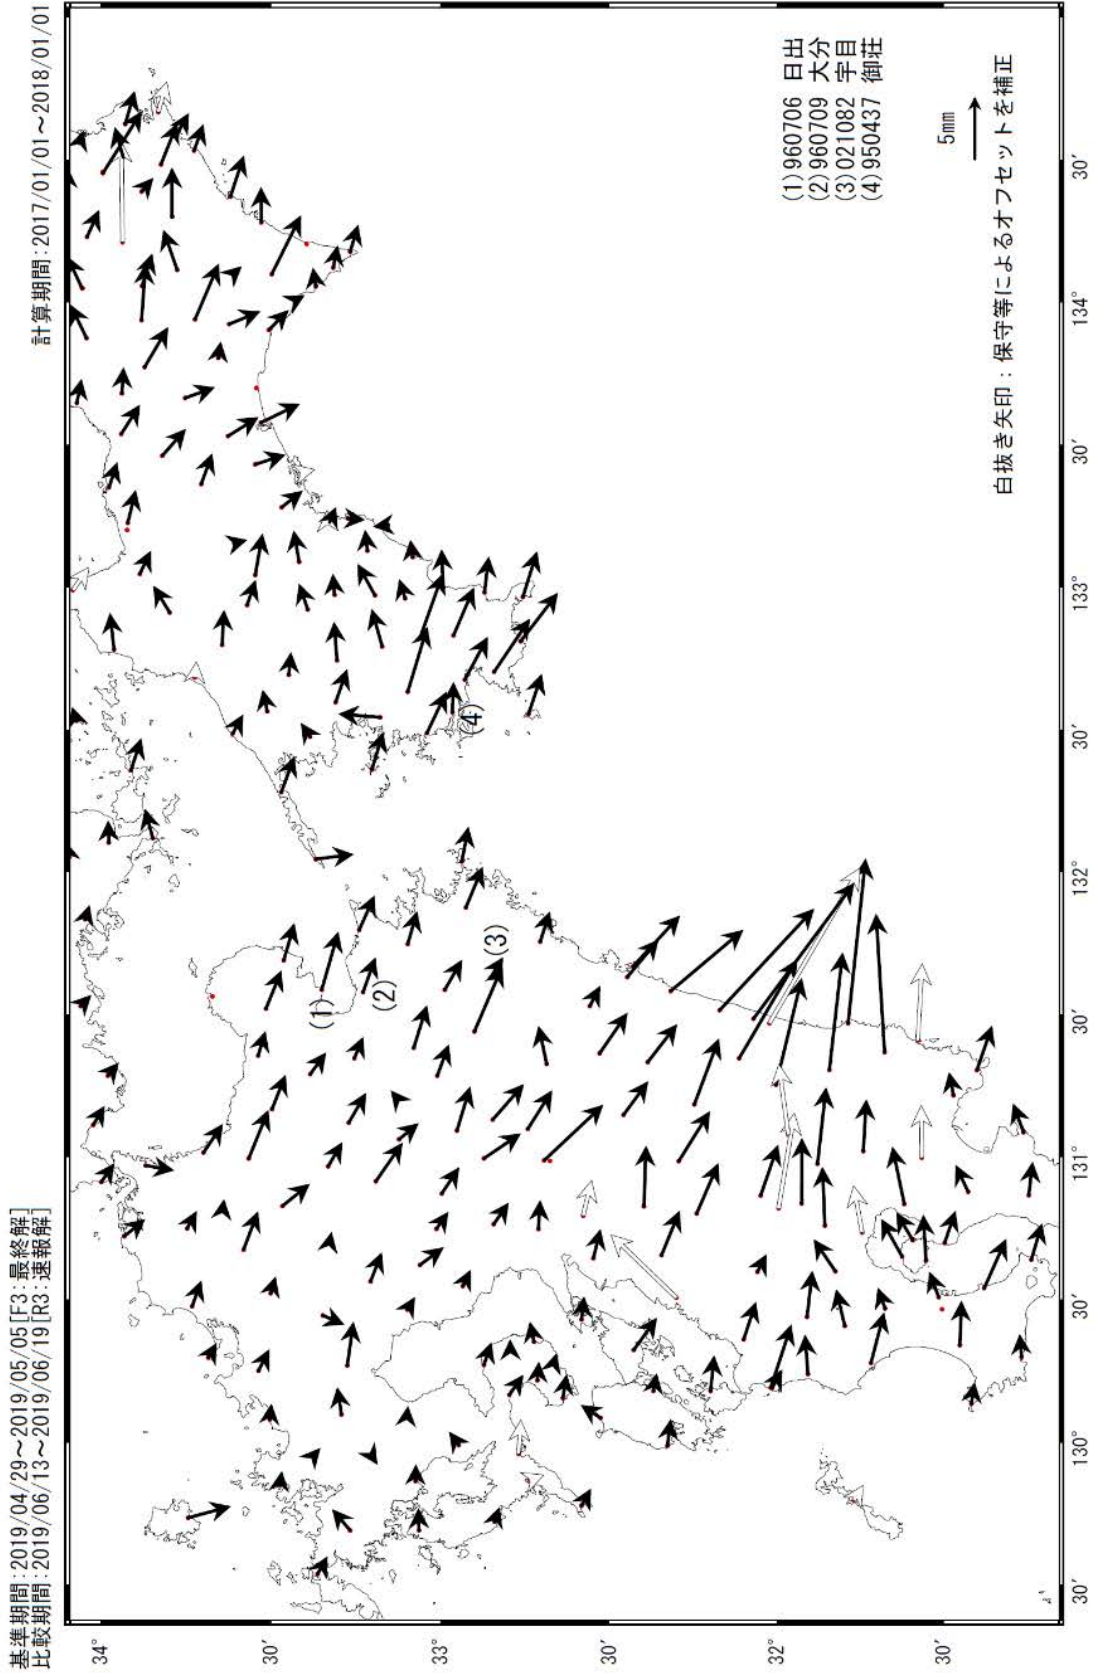 基準期間:2019/04/29~2019/05/05[F3:最終解]
比較期間:2019/06/13~2019/06/19[R3:速報解]
計算期間:2017/01/01~2018/01/01
34°
30′
33°
30′
32°
30′
(1)
(2)
(3)
(4)
(1)960706 日出
(2)960709 大分
(3)021082 宇目
(4)950437 御荘
5mm
白抜き矢印:保守等によるオフセットを補正
30′
130°
30′
131°
30′
132°
30′
133°
30′
134°
30′